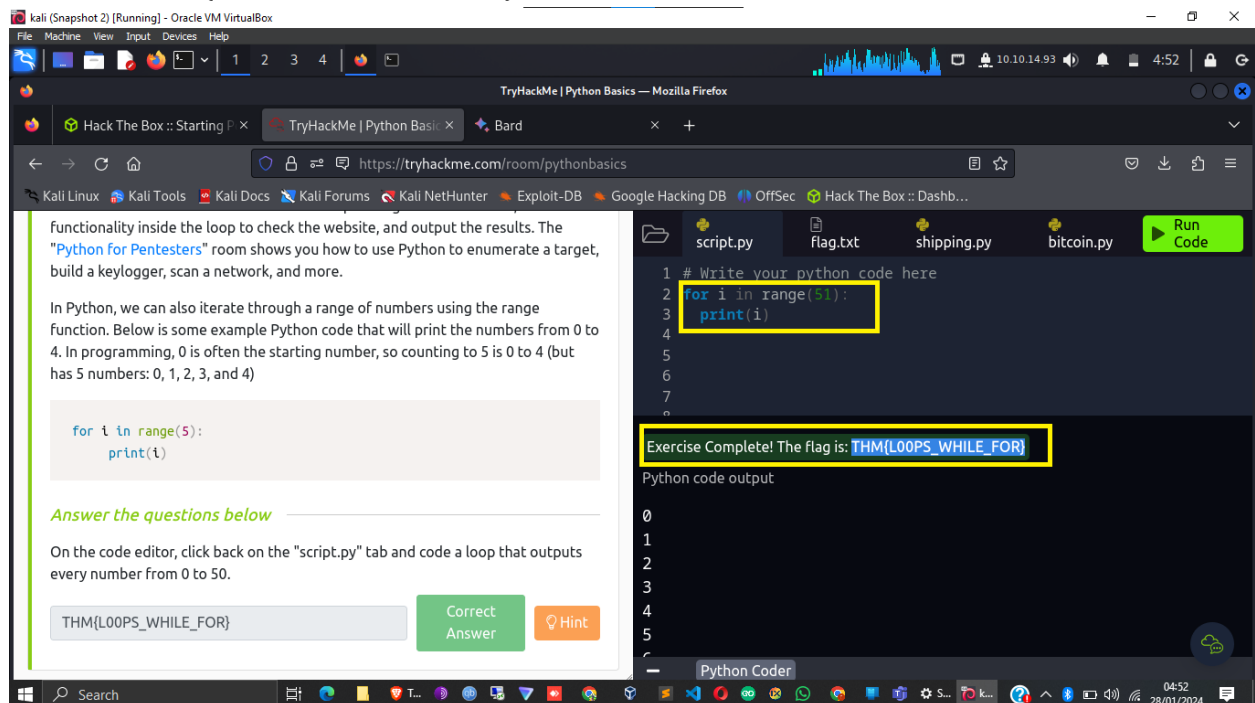 kali (Snapshot 2) [Running] - Oracle VM VirtualBox
File Machine View Input Devices Help
1 2 3 4
10.10.14.93
4:52
TryHackMe | Python Basics — Mozilla Firefox
Hack The Box :: Starting P
TryHackMe | Python Basic
Bard
https://tryhackme.com/room/pythonbasics
Kali Linux Kali Tools Kali Docs Kali Forums Kali NetHunter Exploit-DB Google Hacking DB OffSec Hack The Box :: Dashb...
functionality inside the loop to check the website, and output the results. The
"Python for Pentesters" room shows you how to use Python to enumerate a target,
build a keylogger, scan a network, and more.
In Python, we can also iterate through a range of numbers using the range
function. Below is some example Python code that will print the numbers from 0 to
4. In programming, 0 is often the starting number, so counting to 5 is 0 to 4 (but
has 5 numbers: 0, 1, 2, 3, and 4)
for i in range(5):
print(i)
Answer the questions below
On the code editor, click back on the "script.py" tab and code a loop that outputs
every number from 0 to 50.
THM{L00PS_WHILE_FOR}
Correct
Answer
Hint
script.py
flag.txt
shipping.py
bitcoin.py
Run
Code
1 # Write your python code here
2 for i in range(51):
3 print(i)
4
5
6
7
Exercise Complete! The flag is: THM{L00PS_WHILE_FOR}
Python code output
0
1
2
3
4
5
Python Coder
Search
T...
S...
k...
04:52
28/01/2024